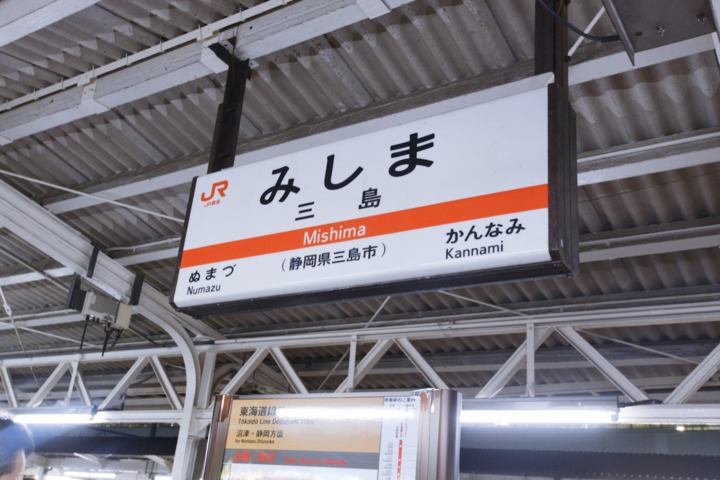 JR
JR東海
みしま
三島
Mishima
(静岡県三島市)
ぬまづ
Numazu
かんなみ
Kannami
東海道線
Tōkaidō Line
沼津・静岡方面
for Numazu Shizuoka